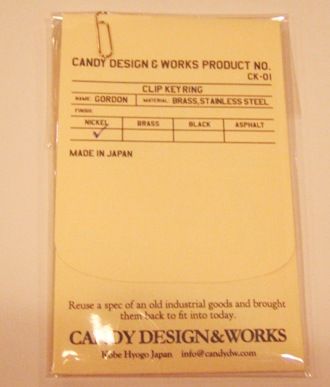 CANDY DESIGN & WORKS PRODUCT NO.
CK-01
CLIP KEY RING
NAME: GORDON MATERIAL: BRASS, STAINLESS STEEL
FINISH:
NICKEL BRASS BLACK ASPHALT
MADE IN JAPAN
Reuse a spec of an old industrial goods and brought
them back to fit into today.
CANDY DESIGN&WORKS
Kobe Hyogo Japan info@candydw.com